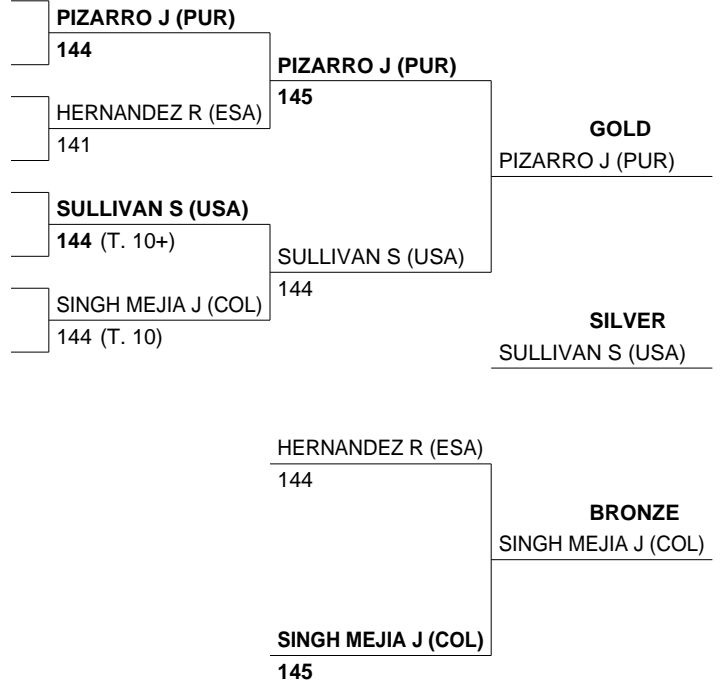 PIZARRO J (PUR)
144
HERNANDEZ R (ESA)
141
SULLIVAN S (USA)
144 (T. 10+)
SINGH MEJIA J (COL)
144 (T. 10)
PIZARRO J (PUR)
145
SULLIVAN S (USA)
144
GOLD
PIZARRO J (PUR)
SILVER
SULLIVAN S (USA)
HERNANDEZ R (ESA)
144
SINGH MEJIA J (COL)
145
BRONZE
SINGH MEJIA J (COL)